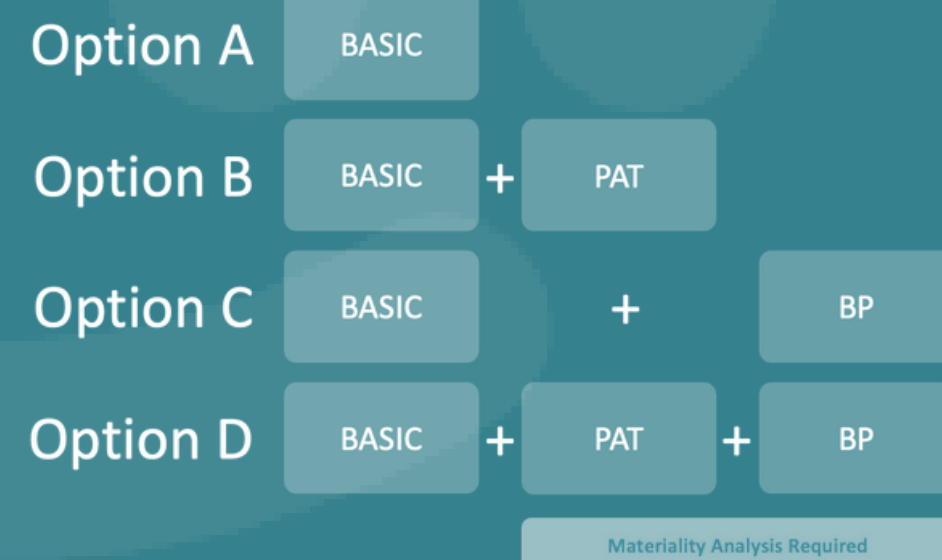 Option A BASIC
Option B BASIC + PAT
Option C BASIC + BP
Option D BASIC + PAT + BP
Materiality Analysis Required